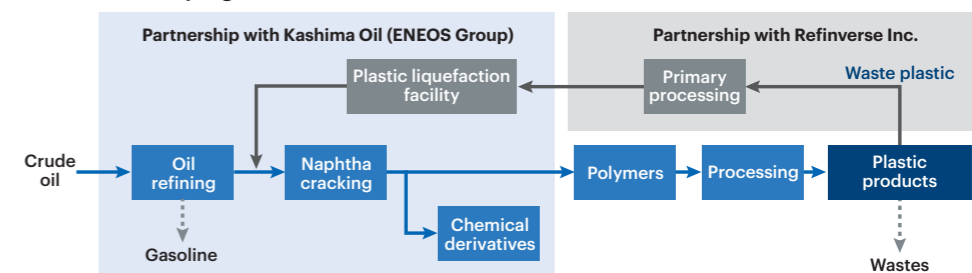 Partnership with Kashima Oil (ENEOS Group)
Partnership with Refinverse Inc.
Plastic liquefaction
facility
Primary
processing
Waste plastic
Crude
oil
Oil
refining
Naphtha
cracking
Polymers
Processing
Plastic
products
Chemical
derivatives
Gasoline
Wastes